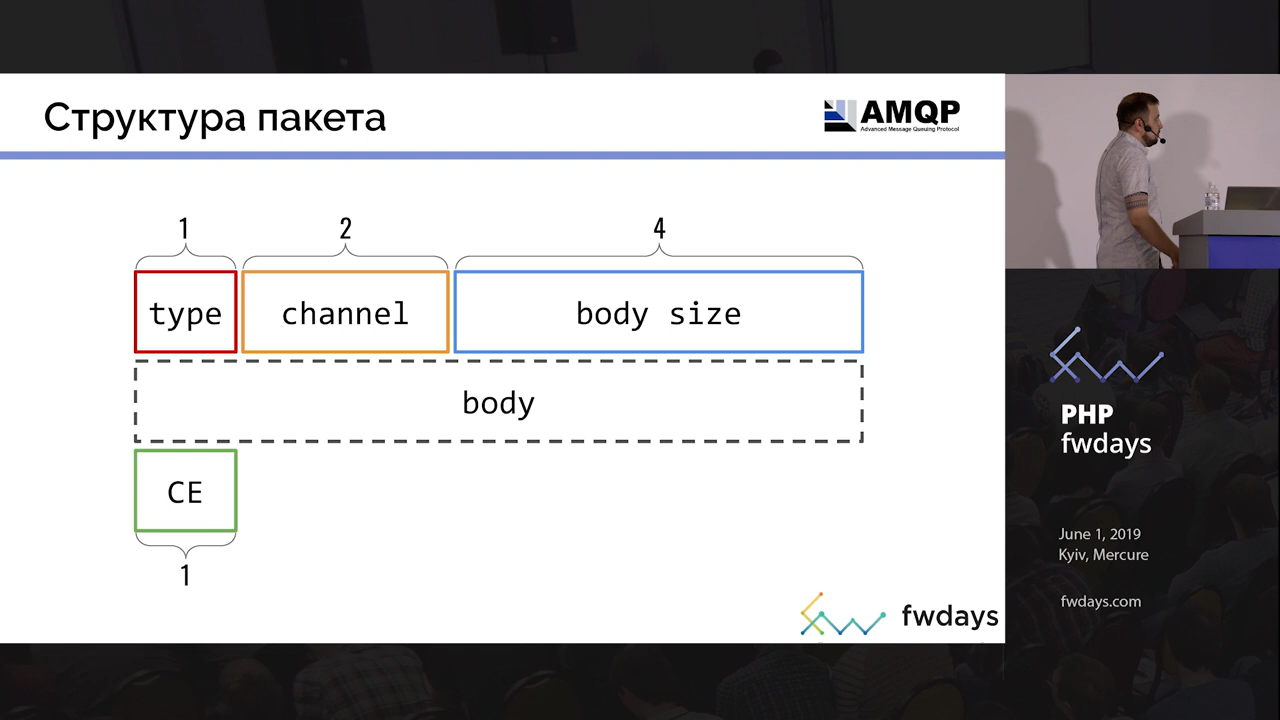 Структура пакета
AMQP
Advanced Message Queuing Protocol
1
2
4
type
channel
body size
body
CE
1
fwdays
PHP
fwdays
June 1, 2019
Kyiv, Mercure
fwdays.com